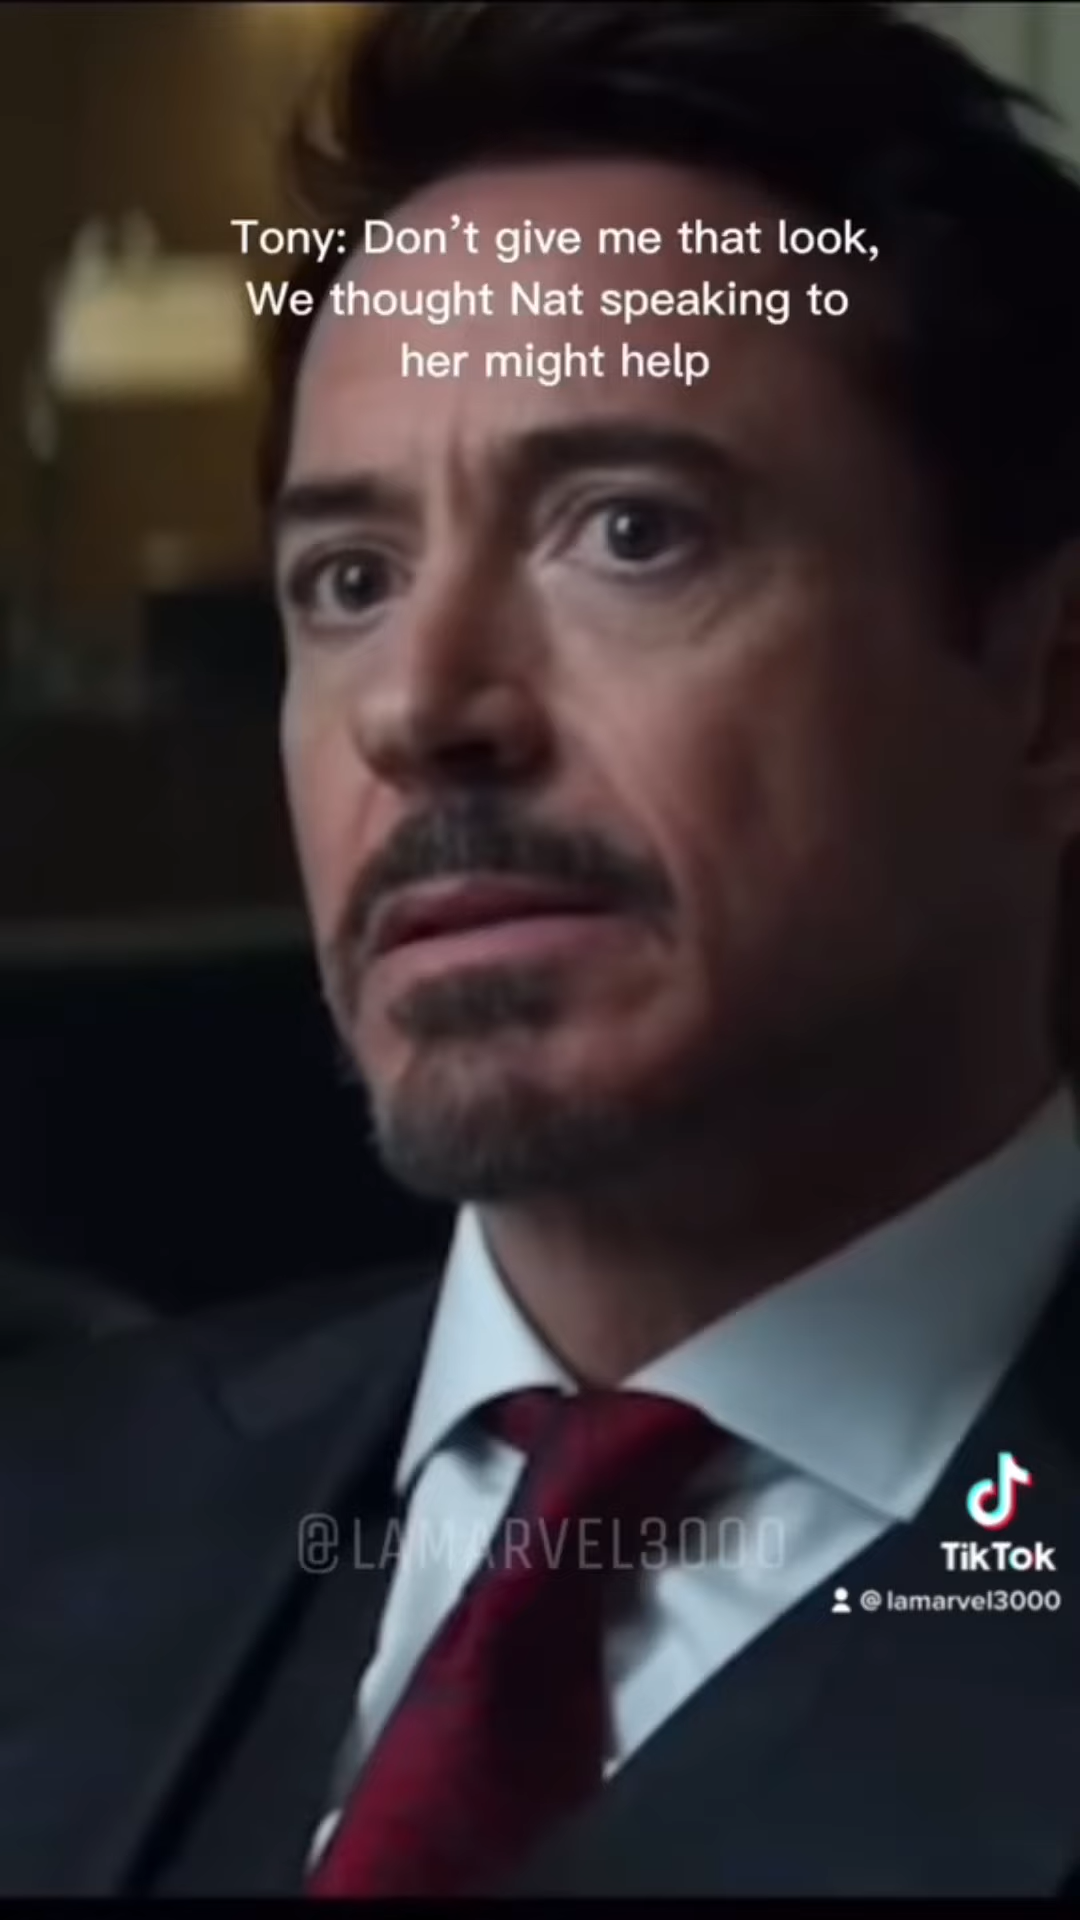 Tony: Don’t give me that look,
We thought Nat speaking to
her might help
@LAMARVEL3000
TikTok
@lamarvel3000